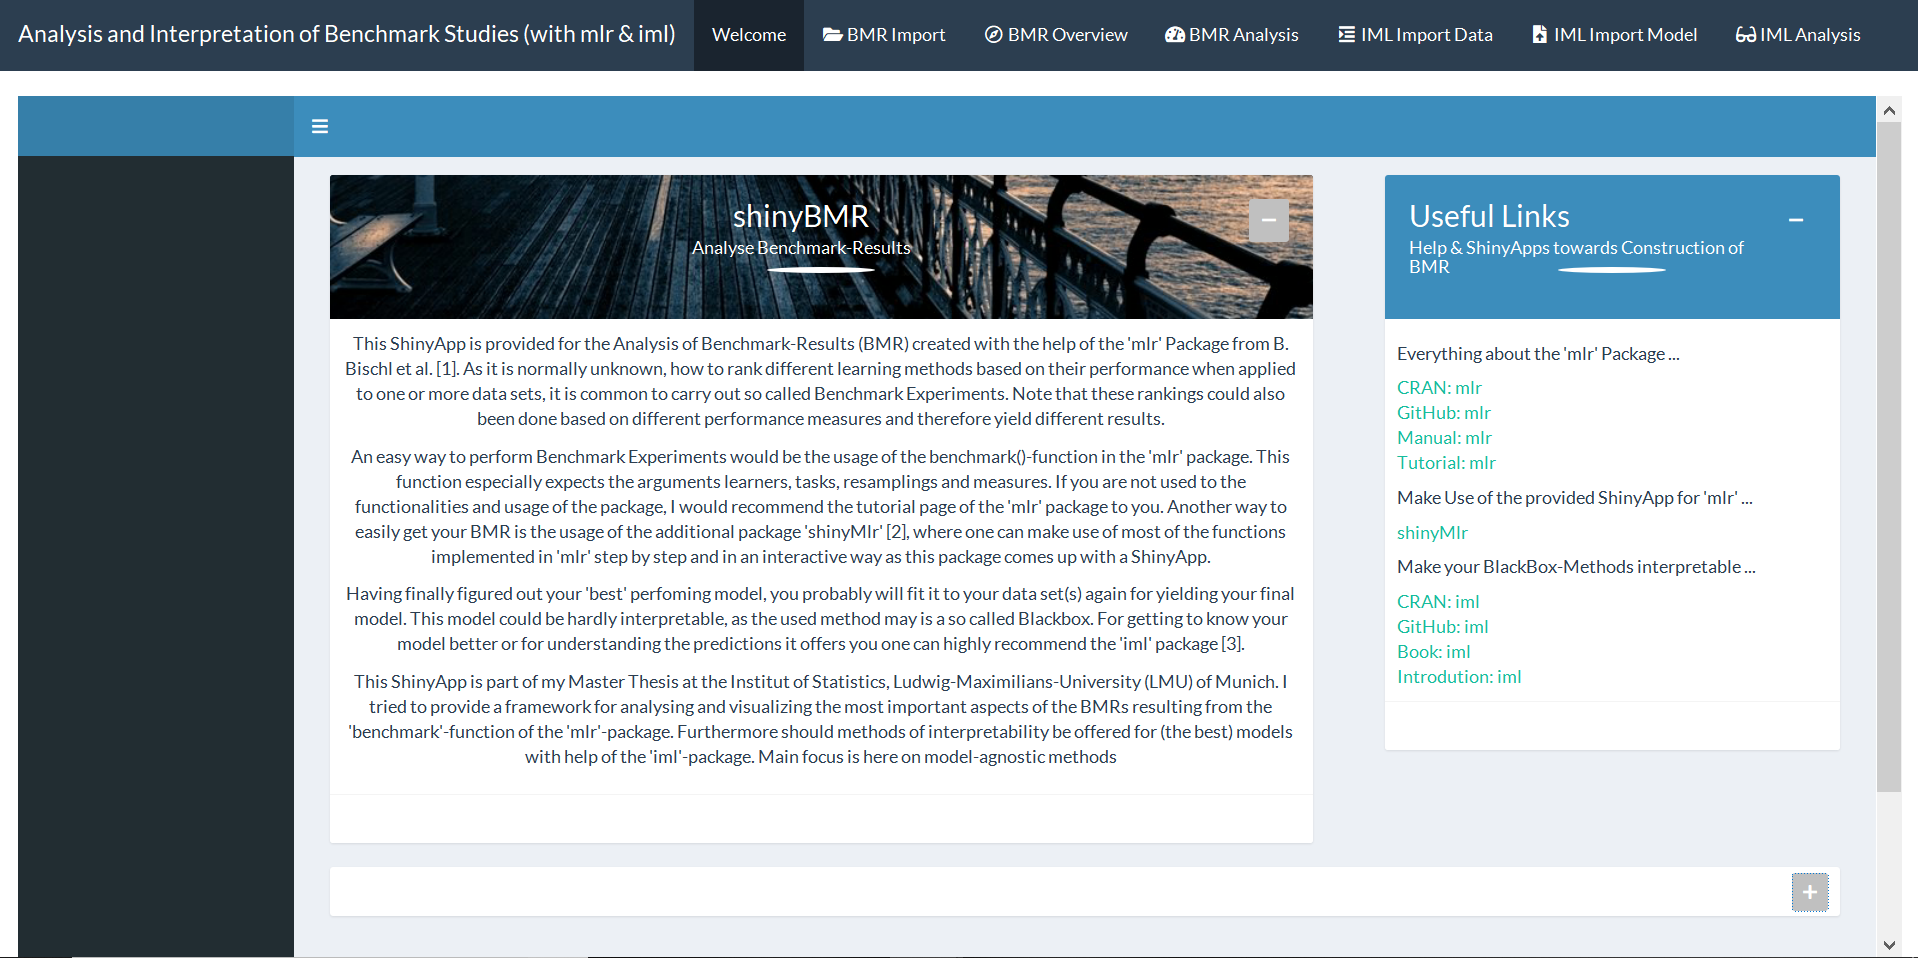 Analysis and Interpretation of Benchmark Studies (with mlr & iml)
Welcome
BMR Import
BMR Overview
BMR Analysis
IML Import Data
IML Import Model
IML Analysis
shinyBMR
Analyse Benchmark-Results
This ShinyApp is provided for the Analysis of Benchmark-Results (BMR) created with the help of the 'mlr' Package from B.
Bischl et al. [1]. As it is normally unknown, how to rank different learning methods based on their performance when applied
to one or more data sets, it is common to carry out so called Benchmark Experiments. Note that these rankings could also
been done based on different performance measures and therefore yield different results.
An easy way to perform Benchmark Experiments would be the usage of the benchmark()-function in the 'mlr' package. This
function especially expects the arguments learners, tasks, resamplings and measures. If you are not used to the
functionalities and usage of the package, I would recommend the tutorial page of the 'mlr' package to you. Another way to
easily get your BMR is the usage of the additional package 'shinyMlr' [2], where one can make use of most of the functions
implemented in 'mlr' step by step and in an interactive way as this package comes up with a ShinyApp.
Having finally figured out your 'best' perfoming model, you probably will fit it to your data set(s) again for yielding your final
model. This model could be hardly interpretable, as the used method may is a so called Blackbox. For getting to know your
model better or for understanding the predictions it offers you one can highly recommend the 'iml' package [3].
This ShinyApp is part of my Master Thesis at the Institut of Statistics, Ludwig-Maximilians-University (LMU) of Munich. I
tried to provide a framework for analysing and visualizing the most important aspects of the BMRs resulting from the
'benchmark'-function of the 'mlr'-package. Furthermore should methods of interpretability be offered for (the best) models
with help of the 'iml'-package. Main focus is here on model-agnostic methods
Useful Links
Help & ShinyApps towards Construction of
BMR
Everything about the 'mlr' Package ...
CRAN: mlr
GitHub: mlr
Manual: mlr
Tutorial: mlr
Make Use of the provided ShinyApp for 'mlr' ...
shinyMlr
Make your BlackBox-Methods interpretable ...
CRAN: iml
GitHub: iml
Book: iml
Introdution: iml